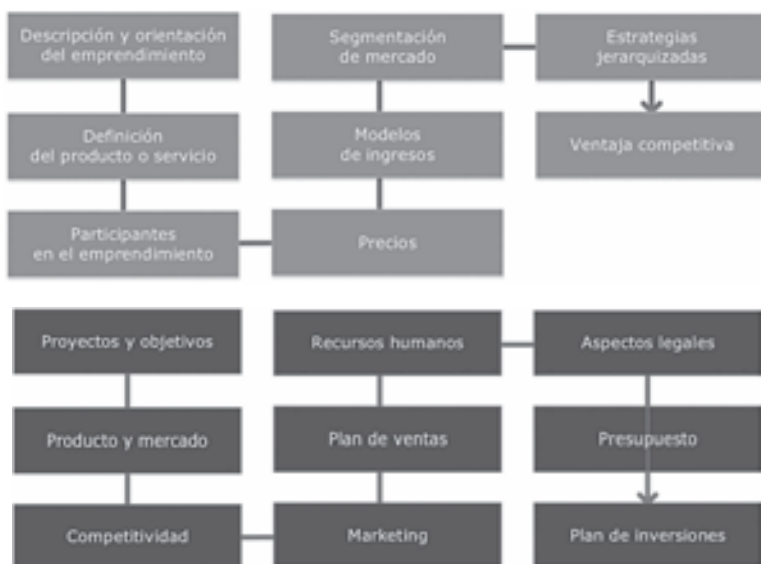 Descripción y orientación
del emprendimiento
Definición
del producto o servicio
Participantes
en el emprendimiento
Precios
Modelos
de ingresos
Segmentación
de mercado
Estrategias
jerarquizadas
Ventaja competitiva
Proyectos y objetivos
Producto y mercado
Competitividad
Marketing
Plan de ventas
Recursos humanos
Aspectos legales
Presupuesto
Plan de inversiones